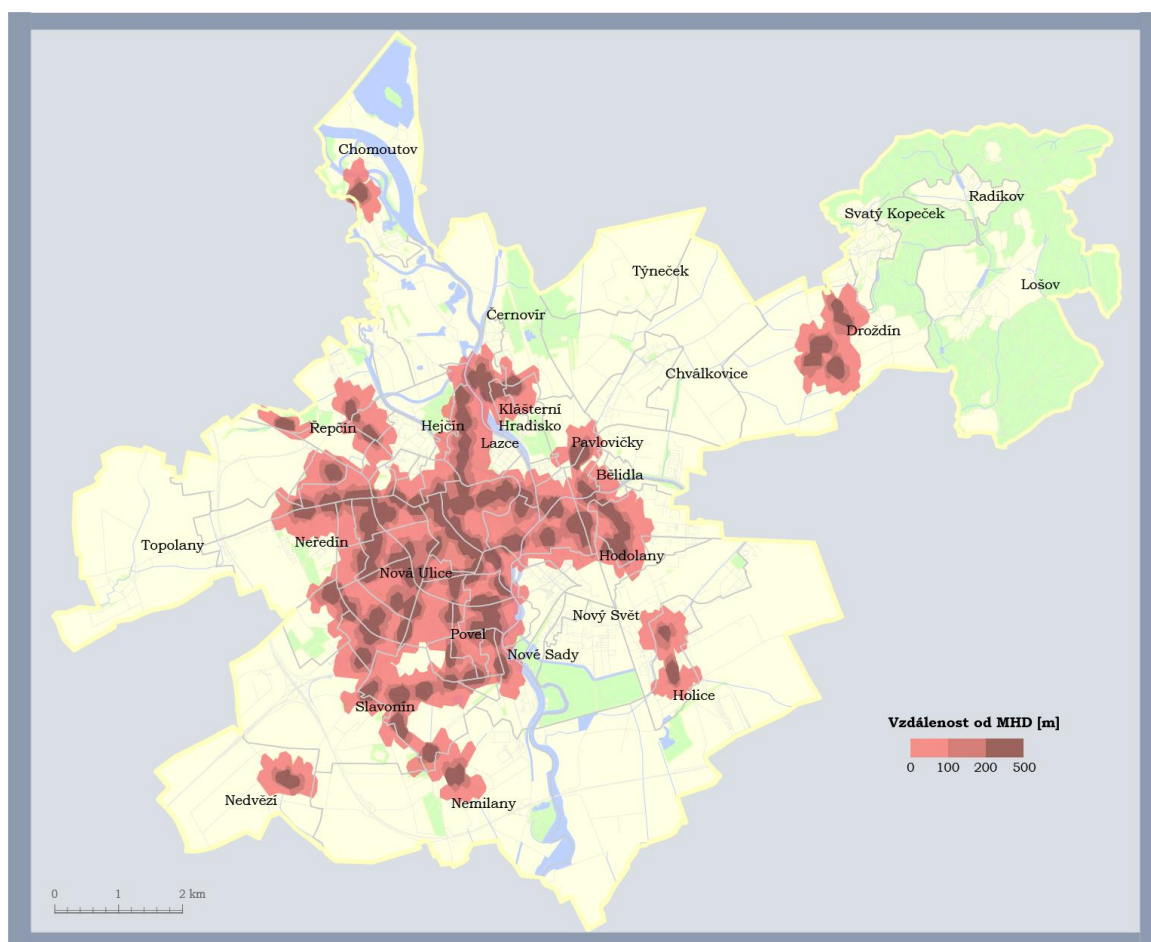 Chomoutov
Radíkov
Svatý Kopeček
Týneček
Lošov
Černovír
Droždín
Chválkovice
Klášterní
Hradisko
Řepčín
Hejčín
Lazce
Pavlovičky
Bělidla
Neředín
Topolany
Hodolany
Nová Ulice
Nový Svět
Povel
Nové Sady
Holice
Slavonín
Vzdálenost od MHD [m]
0 100 200 500
Nedvězí
Nemilany
0 1 2 km